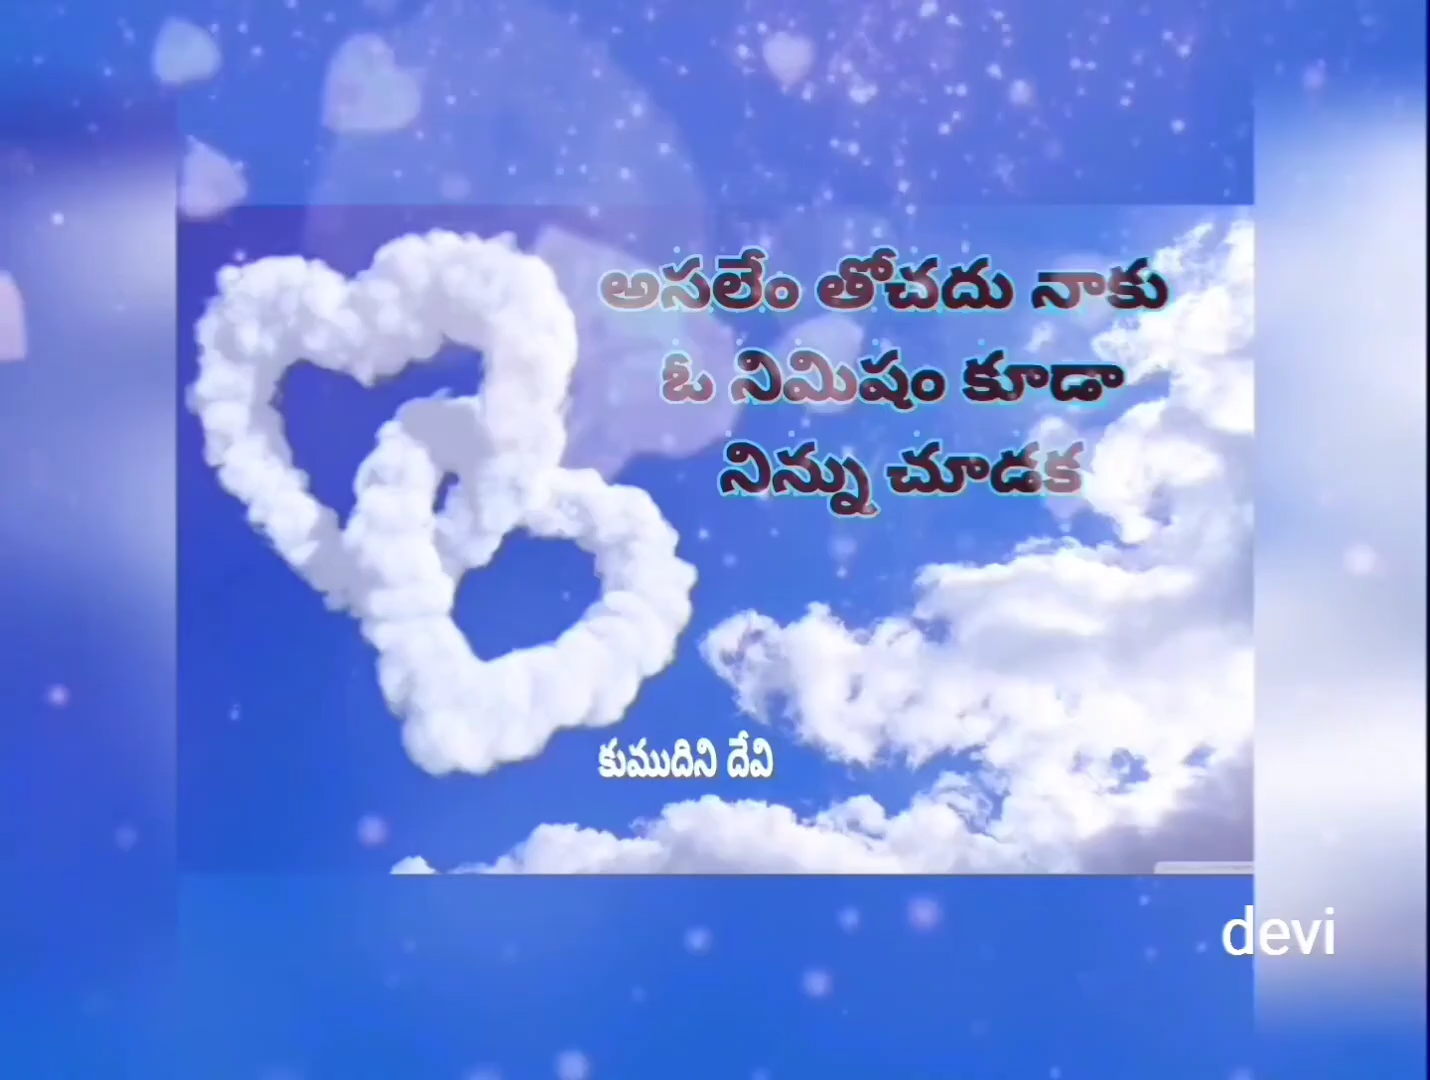 అసలేం తోచదు నాకు
ఓ నిమిషం కూడా
నిన్ను చూడక
కుముదిని దేవి
devi